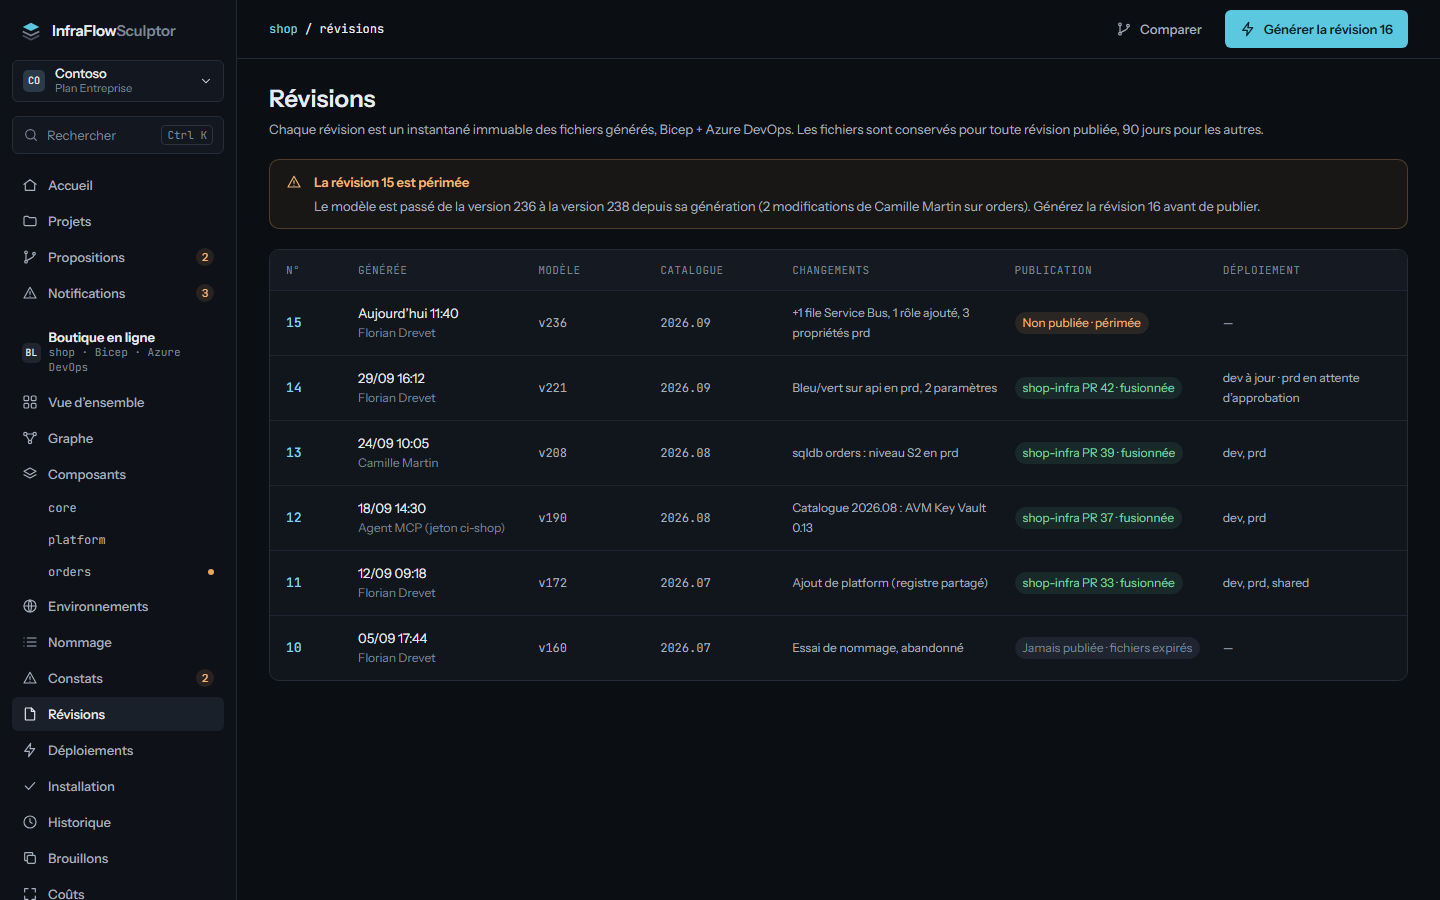 InfraFlowSculptor
CO
Contoso
Plan Entreprise
Rechercher
Ctrl K
Accueil
Projets
Propositions
2
Notifications
3
BL
Boutique en ligne
shop · Bicep · Azure
DevOps
Vue d’ensemble
Graphe
Composants
core
platform
orders
Environnements
Nommage
Constats
2
Révisions
Déploiements
Installation
Historique
Brouillons
Coûts
shop / révisions
Comparer
Générer la révision 16
Révisions
Chaque révision est un instantané immuable des fichiers générés, Bicep + Azure DevOps. Les fichiers sont conservés pour toute révision publiée, 90 jours pour les autres.
La révision 15 est périmée
Le modèle est passé de la version 236 à la version 238 depuis sa génération (2 modifications de Camille Martin sur orders). Générez la révision 16 avant de publier.
N° GÉNÉRÉE MODÈLE CATALOGUE CHANGEMENTS PUBLICATION DÉPLOIEMENT
15
Aujourd’hui 11:40
Florian Drevet
v236
2026.09
+1 file Service Bus, 1 rôle ajouté, 3
propriétés prd
Non publiée · périmée
—
14
29/09 16:12
Florian Drevet
v221
2026.09
Bleu/vert sur api en prd, 2 paramètres
shop-infra PR 42 · fusionnée
dev à jour · prd en attente
d’approbation
13
24/09 10:05
Camille Martin
v208
2026.08
sqldb orders : niveau S2 en prd
shop-infra PR 39 · fusionnée
dev, prd
12
18/09 14:30
Agent MCP (jeton ci-shop)
v190
2026.08
Catalogue 2026.08 : AVM Key Vault
0.13
shop-infra PR 37 · fusionnée
dev, prd
11
12/09 09:18
Florian Drevet
v172
2026.07
Ajout de platform (registre partagé)
shop-infra PR 33 · fusionnée
dev, prd, shared
10
05/09 17:44
Florian Drevet
v160
2026.07
Essai de nommage, abandonné
Jamais publiée · fichiers expirés
—